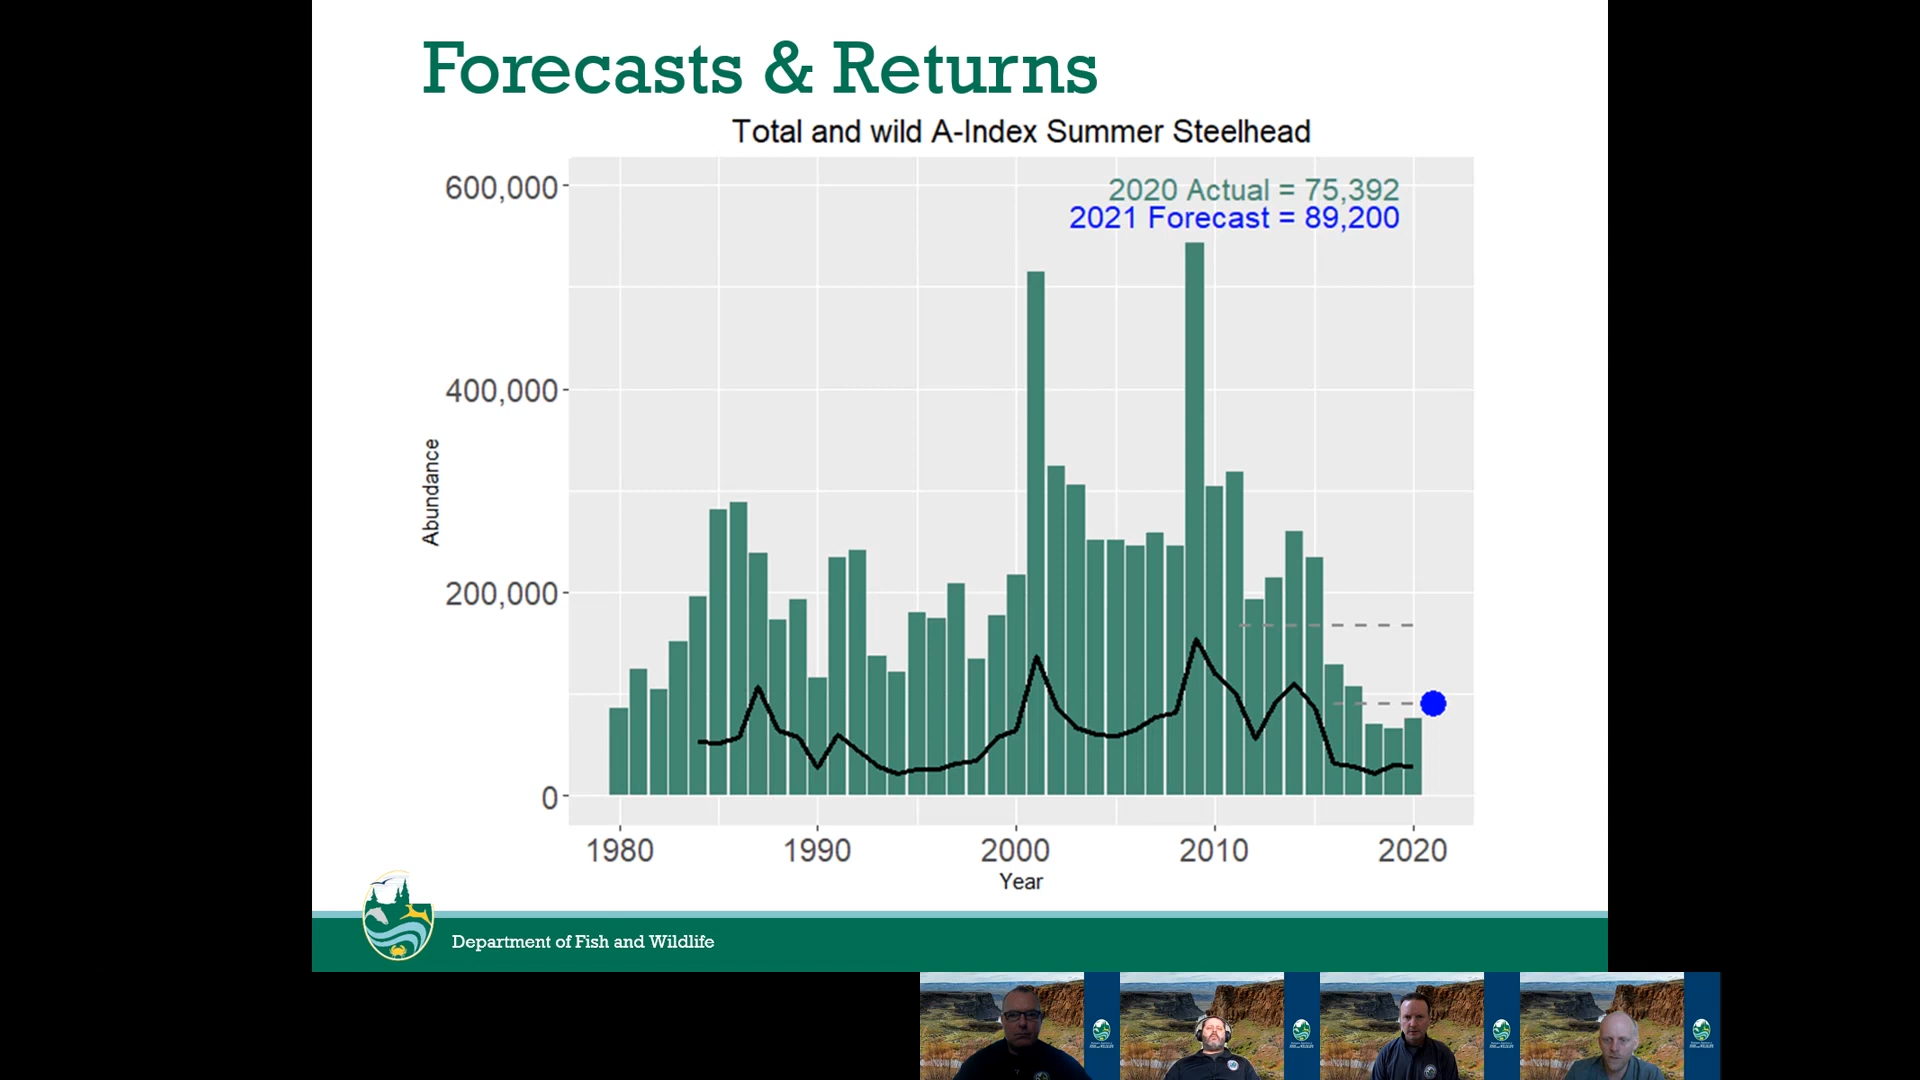 Forecasts & Returns
Total and wild A-Index Summer Steelhead
2020 Actual = 75,392
2021 Forecast = 89,200
600,000
400,000
200,000
0
Abundance
1980 1990 2000 2010 2020
Year
Department of Fish and Wildlife